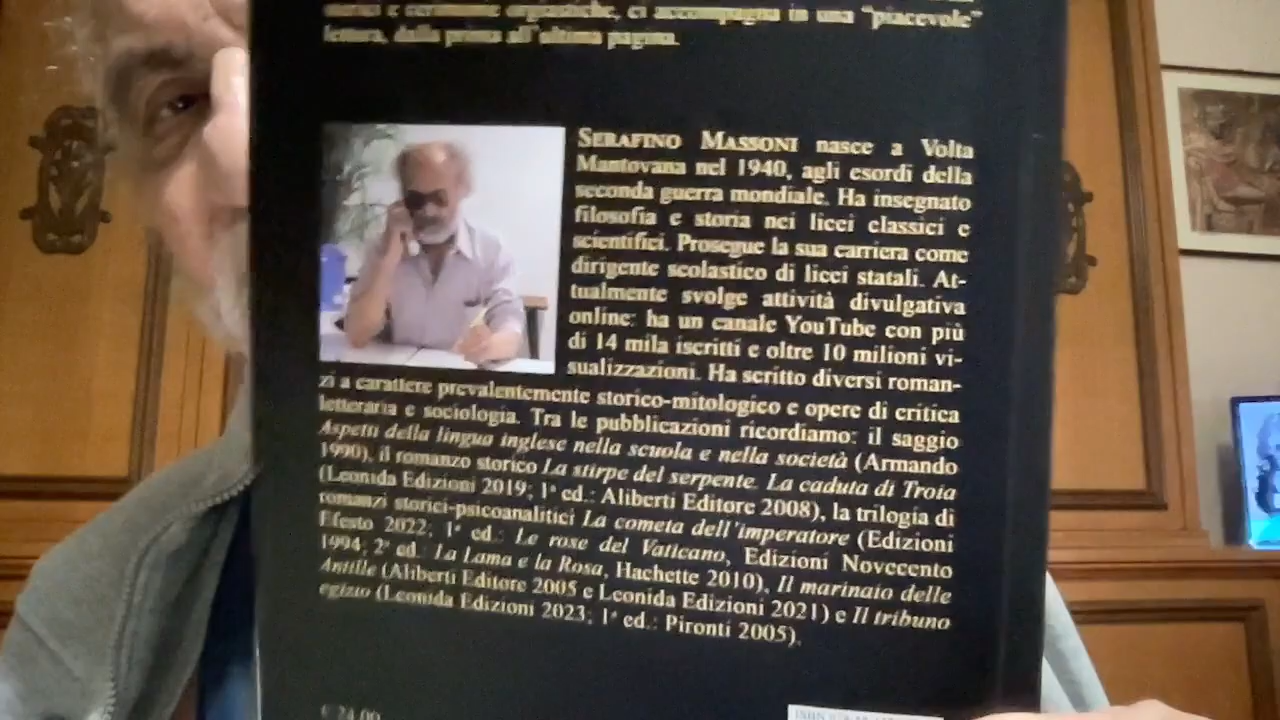 e cerimonie orgiastiche, ci accompagna in una "piacevole"
lettura, dalla prima all'ultima pagina.
SERAFINO MASSONI nasce a Volta
Mantovana nel 1940, agli esordi della
seconda guerra mondiale. Ha insegnato
filosofia e storia nei licei classici e
scientifici. Prosegue la sua carriera come
dirigente scolastico di licei statali. At-
tualmente svolge attività divulgativa
online: ha un canale YouTube con più
di 14 mila iscritti e oltre 10 milioni vi-
sualizzazioni. Ha scritto diversi roman-
zi a carattere prevalentemente storico-mitologico e opere di critica
letteraria e sociologia. Tra le pubblicazioni ricordiamo: il saggio
Aspetti della lingua inglese nella scuola e nella società (Armando
1990), il romanzo storico La stirpe del serpente. La caduta di Troia
(Leonida Edizioni 2019; 1ª ed.: Aliberti Editore 2008), la trilogia di
romanzi storici-psicoanalitici La cometa dell'imperatore (Edizioni
Efesto 2022; 1ª ed.: Le rose del Vaticano, Edizioni Novecento
1994; 2ª ed. La Lama e la Rosa, Hachette 2010), Il marinaio delle
Antille (Aliberti Editore 2005 e Leonida Edizioni 2021) e Il tribuno
egizio (Leonida Edizioni 2023; 1ª ed.: Pironti 2005).
€ 24,00